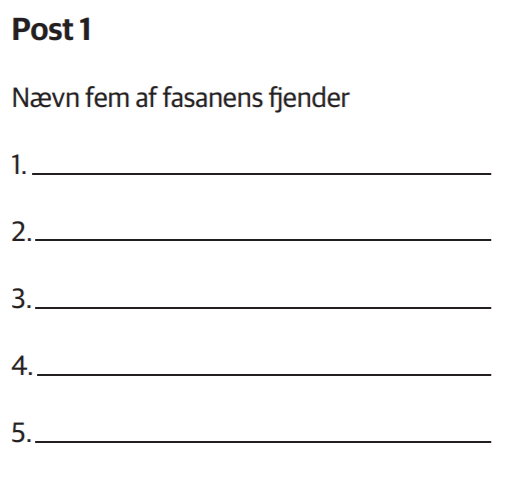 Post 1
Nævn fem af fasanens fjender
1.
2.
3.
4.
5.